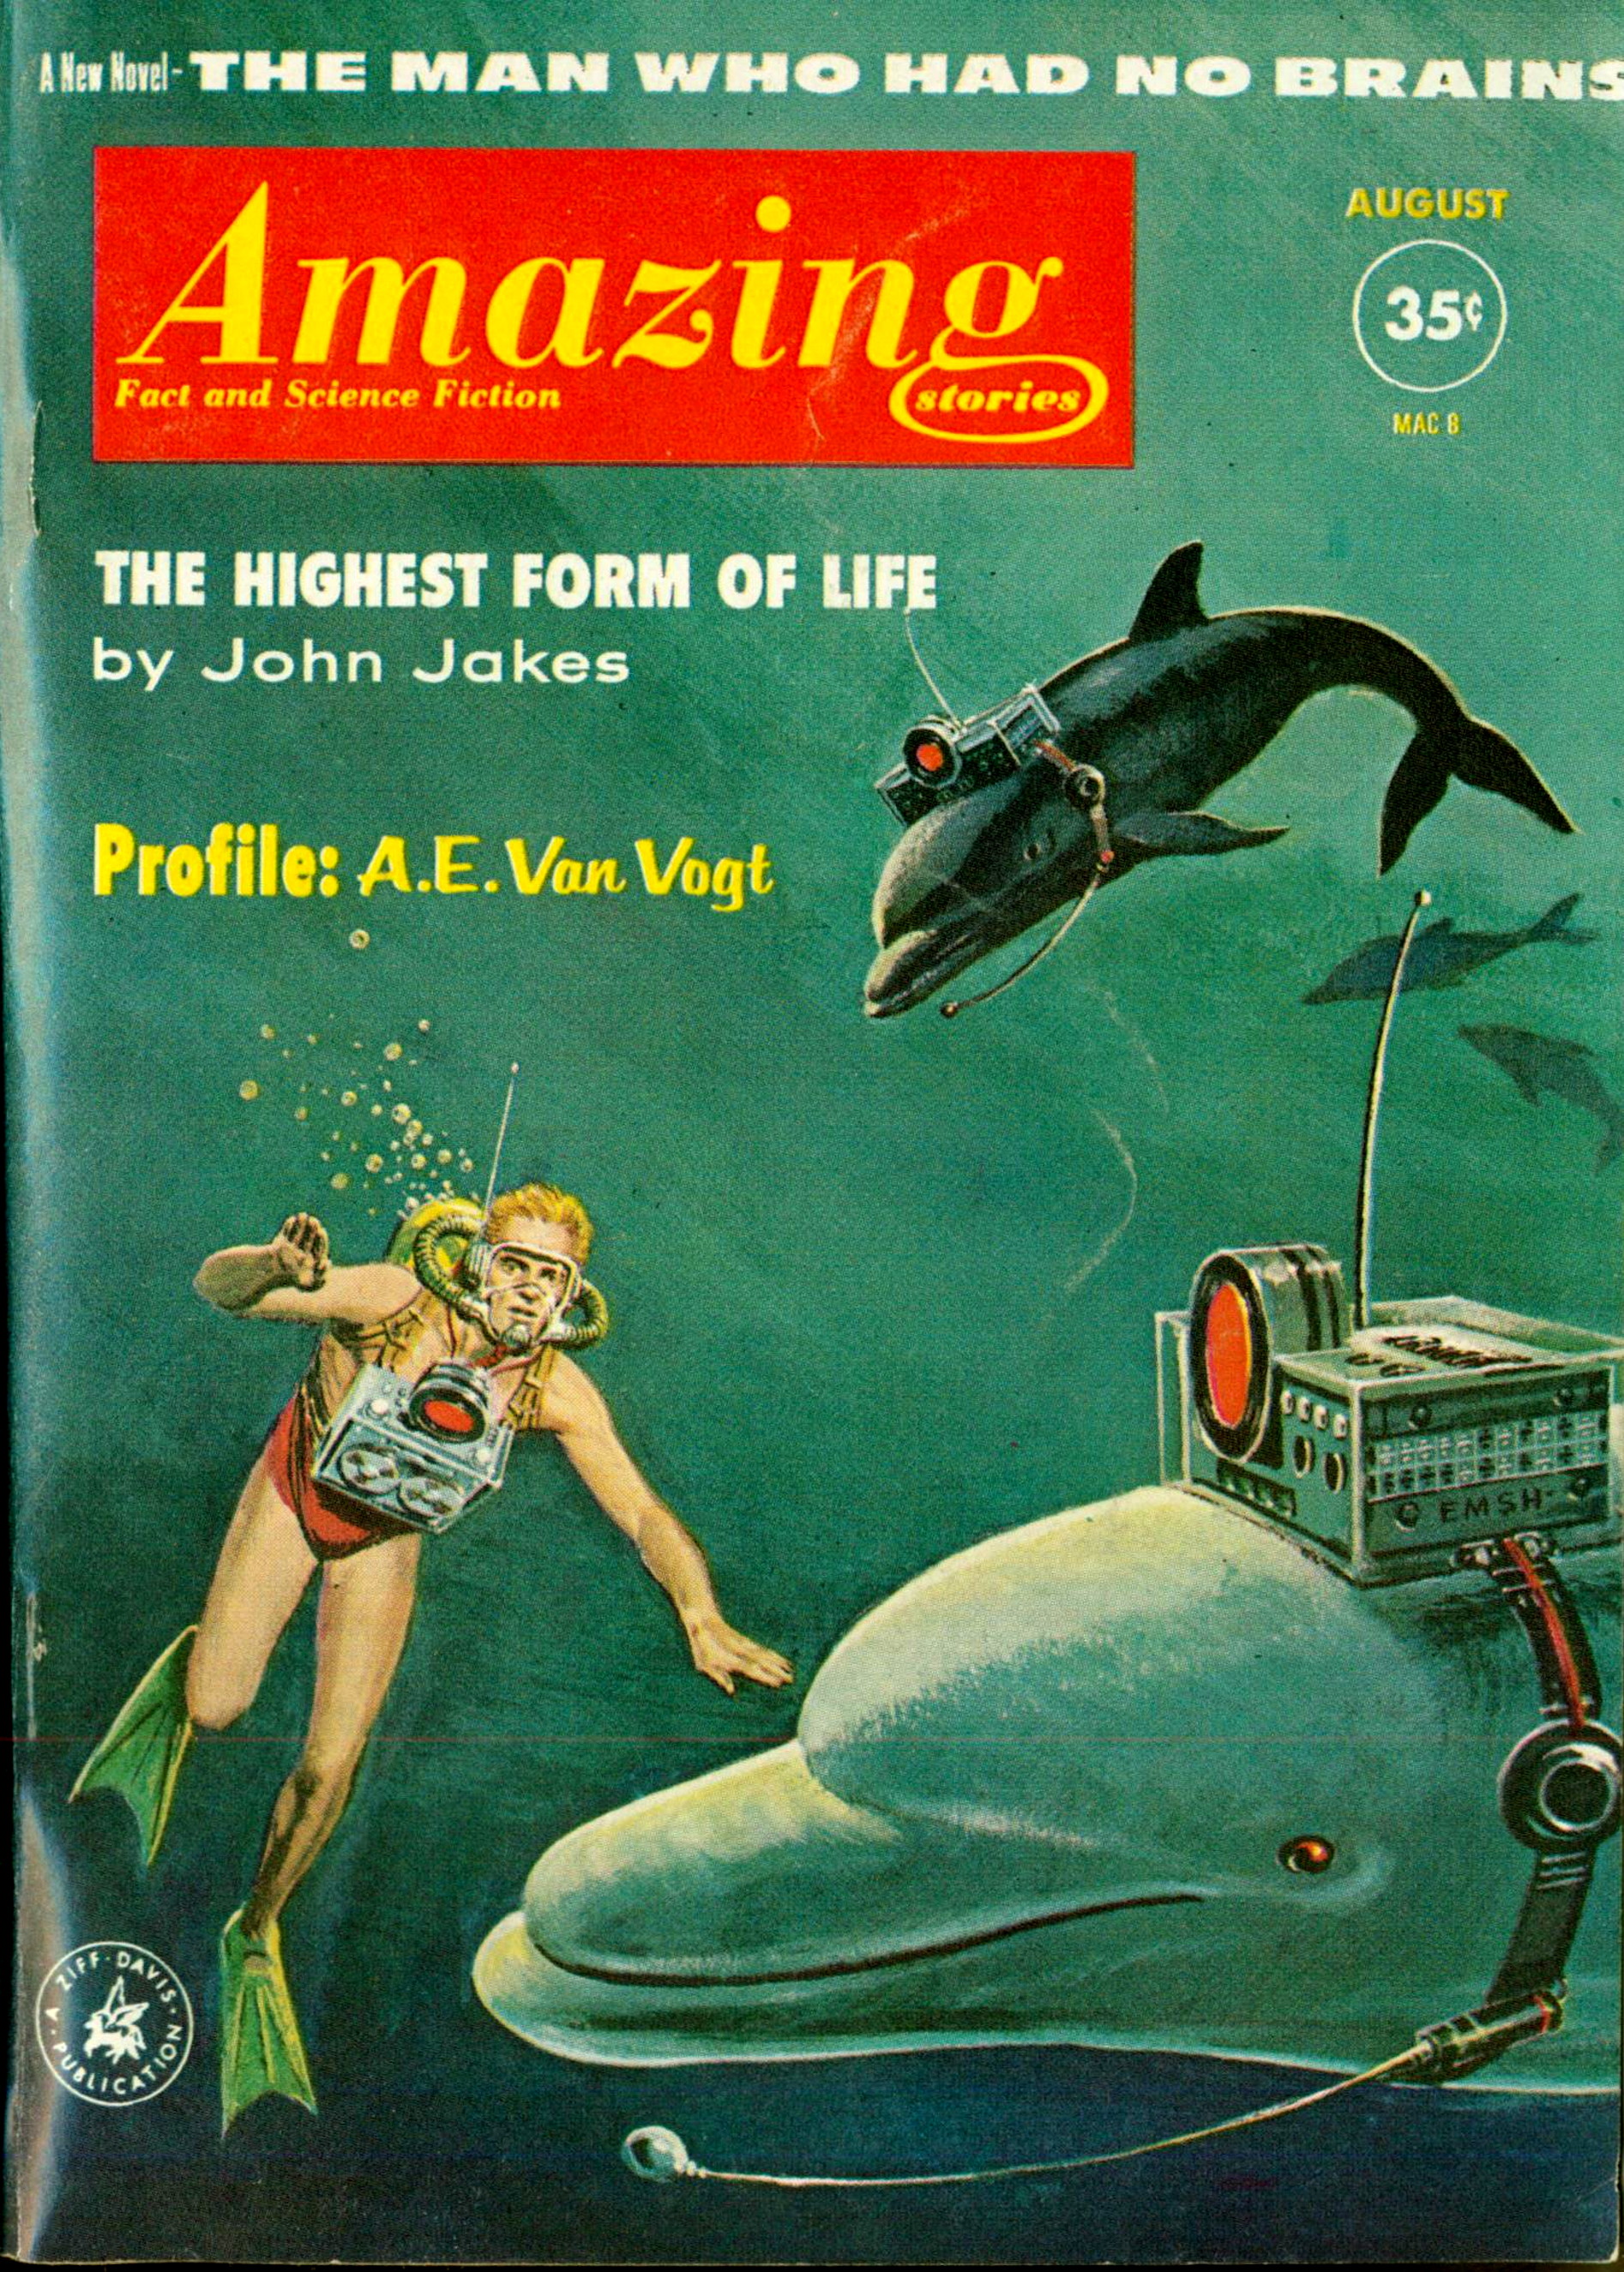 A New Novel - THE MAN WHO HAD NO BRAINS
Amazing
stories
Fact and Science Fiction
AUGUST
35¢
MAC 8
THE HIGHEST FORM OF LIFE
by John Jakes
Profile: A.E. Van Vogt
EMSH-
A ZIFF-DAVIS PUBLICATION